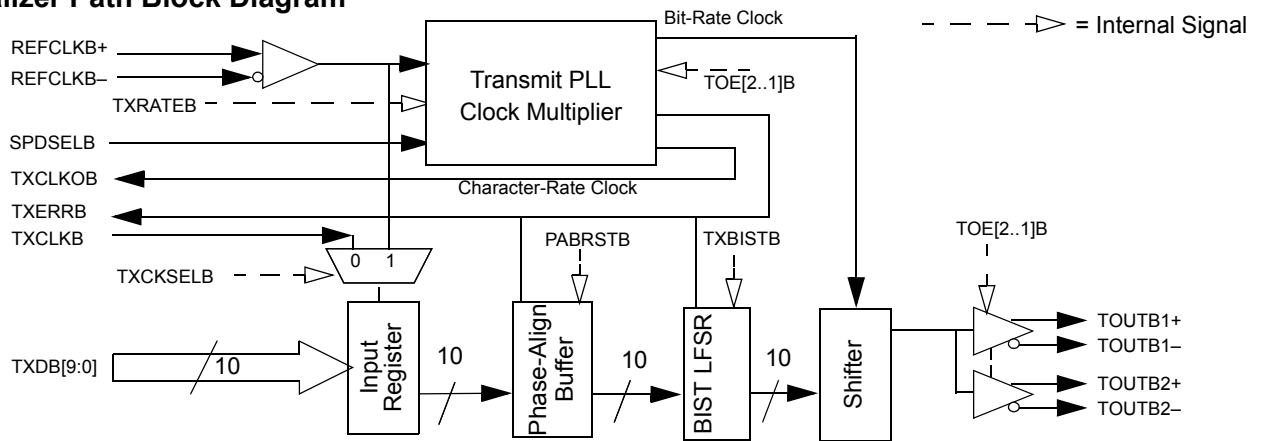 Path Block Diagram
Bit-Rate Clock
= Internal Signal
REFCLKB+
REFCLKB–
TXRATEB
SPDSELB
TXCLKOB
TXERRB
TXCLKB
TXCKSELB
TXDB[9:0]
Transmit PLL
Clock Multiplier
TOE[2..1]B
Character-Rate Clock
PABRSTB
TXBISTB
TOE[2..1]B
0 1
10
Input
Register
10
Phase-Align
Buffer
10
BIST LFSR
10
Shifter
TOUTB1+
TOUTB1–
TOUTB2+
TOUTB2–